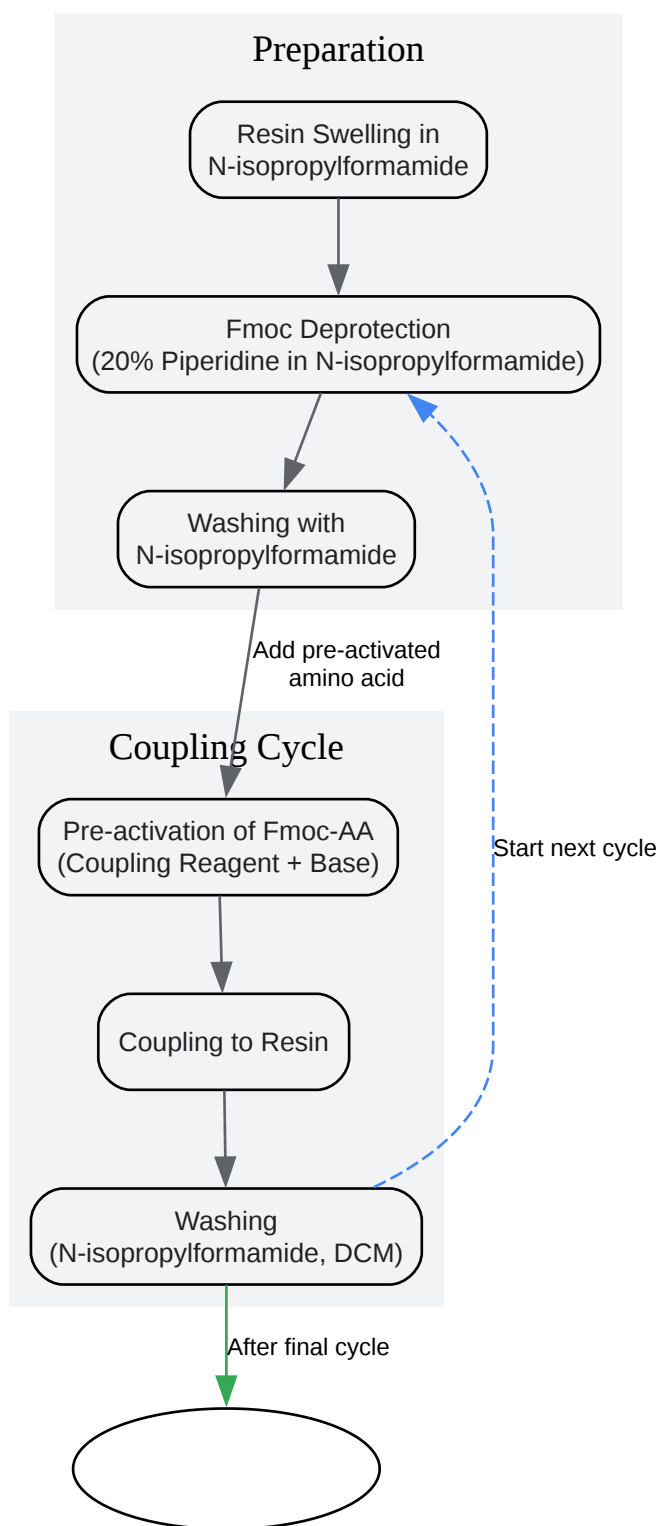 Preparation
Resin Swelling in
N-isopropylformamide
Fmoc Deprotection
(20% Piperidine in N-isopropylformamide)
Washing with
N-isopropylformamide
Add pre-activated
amino acid
Coupling Cycle
Pre-activation of Fmoc-AA
(Coupling Reagent + Base)
Start next cycle
Coupling to Resin
Washing
(N-isopropylformamide, DCM)
After final cycle